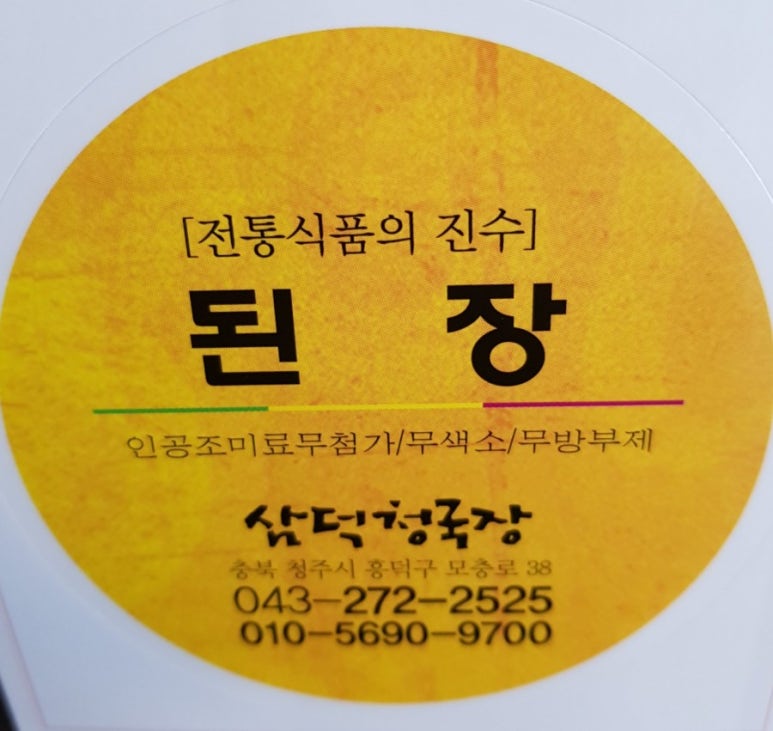 [전통식품의 진수]
된 장
인공조미료무첨가/무색소/무방부제
삼덕청국장
충북 청주시 흥덕구 모충로 38
043-272-2525
010-5690-9700